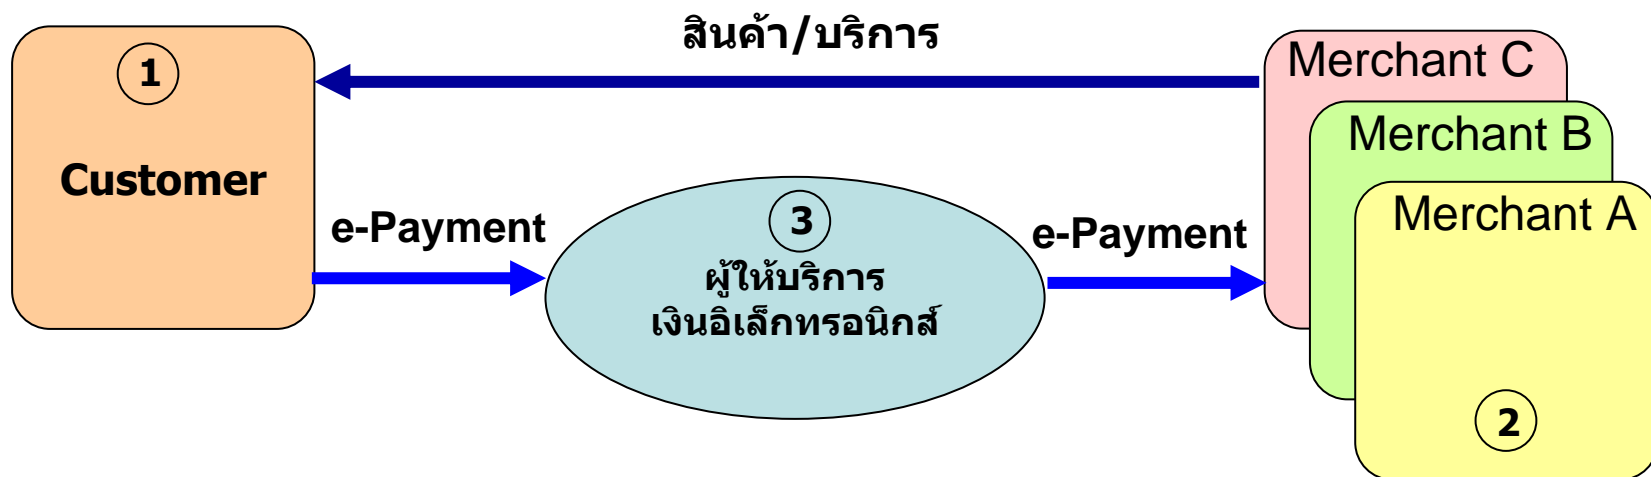 สินค้า/บริการ
1
Customer
e-Payment
3
ผู้ให้บริการ
เงินอิเล็กทรอนิกส์
e-Payment
Merchant C
Merchant B
Merchant A
2